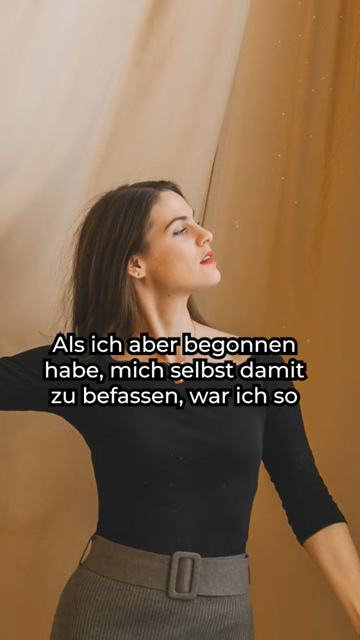 Als ich aber begonnen
habe, mich selbst damit
zu befassen, war ich so